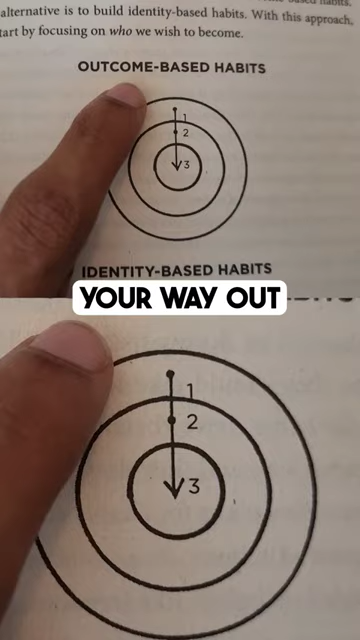 alternative is to build identity-based habits. With this approach,
start by focusing on who we wish to become.
OUTCOME-BASED HABITS
1
2
3
IDENTITY-BASED HABITS
YOUR WAY OUT
1
2
3